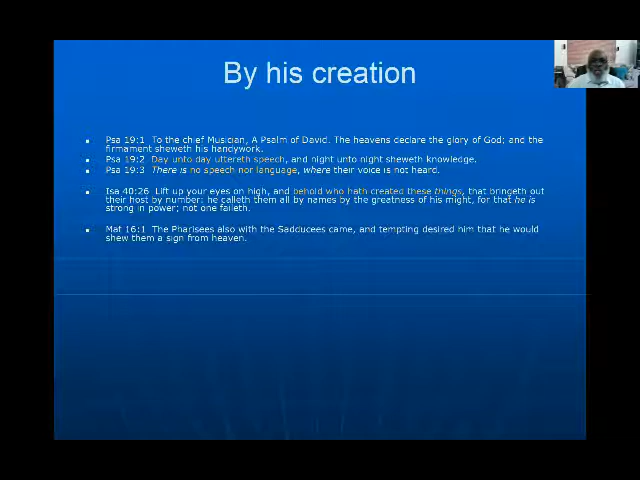 By his creation
Psa 19:1 To the chief Musician, A Psalm of David. The heavens declare the glory of God; and the
firmament sheweth his handywork.
Psa 19:2 Day unto day uttereth speech, and night unto night sheweth knowledge.
Psa 19:3 There is no speech nor language, where their voice is not heard.
Isa 40:26 Lift up your eyes on high, and behold who hath created these things, that bringeth out
their host by number: he calleth them all by names by the greatness of his might, for that he is
strong in power; not one faileth.
Mat 16:1 The Pharisees also with the Sadducees came, and tempting desired him that he would
shew them a sign from heaven.